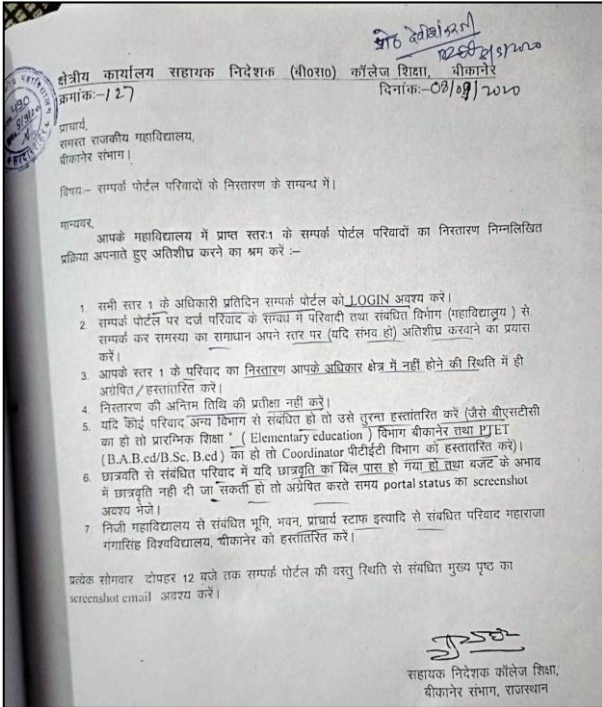 प्रो० देवीशंकर जी
क्षेत्रीय कार्यालय सहायक निदेशक (बी०रा०) कॉलेज शिक्षा, बीकानेर
क्रमांकः-127 दिनांकः-08/09/2020
490
प्राचार्य,
समस्त राजकीय महाविद्यालय,
बीकानेर संभाग।
विषय:- सम्पर्क पोर्टल परिवादों के निस्तारण के सम्बन्ध में।
मान्यवर,
आपके महाविद्यालय में प्राप्त स्तरः1 के सम्पर्क पोर्टल परिवादों का निस्तारण निम्नलिखित
प्रक्रिया अपनाते हुए अतिशीघ्र करने का श्रम करें :–
1. सभी स्तर 1 के अधिकारी प्रतिदिन सम्पर्क पोर्टल को LOGIN अवश्य करें।
2. सम्पर्क पोर्टल पर दर्ज परिवाद के सम्बध में परिवादी तथा संबंधित विभाग (महाविद्यालय ) से
सम्पर्क कर समस्या का समाधान अपने स्तर पर (यदि संभव हो) अतिशीघ्र करवाने का प्रयास
करें।
3. आपके स्तर 1 के परिवाद का निस्तारण आपके अधिकार क्षेत्र में नहीं होने की स्थिति में ही
अग्रेषित/हस्तांतरित करें।
4. निस्तारण की अन्तिम तिथि की प्रतीक्षा नहीं करें।
5. यदि कोई परिवाद अन्य विभाग से संबंधित हो तो उसे तुरन्त हस्तांतरित करें (जैसे बीएसटीसी
का हो तो प्रारम्भिक शिक्षा ( Elementary education ) विभाग बीकानेर तथा PTET
(B.A.B.ed/B.Sc. B.ed ) का हो तो Coordinator पीटीईटी विभाग को हस्तांतरित करें)।
6. छात्रवति से संबंधित परिवाद में यदि छात्रवृति का बिल पास हो गया हो तथा बजट के अभाव
में छात्रवृति नही दी जा सकती हो तो अग्रेषित करते समय portal status का screenshot
अवश्य भेजे।
7. निजी महाविद्यालय से संबंधित भूमि, भवन, प्राचार्य स्टाफ इत्यादि से संबंधित परिवाद महाराजा
गंगासिंह विश्वविद्यालय, बीकानेर को हस्तांतरित करें।
प्रत्येक सोमवार दोपहर 12 बजे तक सम्पर्क पोर्टल की वस्तु स्थिति से संबंधित मुख्य पृष्ट का
screenshot email अवश्य करें।
सहायक निदेशक कॉलेज शिक्षा,
बीकानेर संभाग, राजस्थान